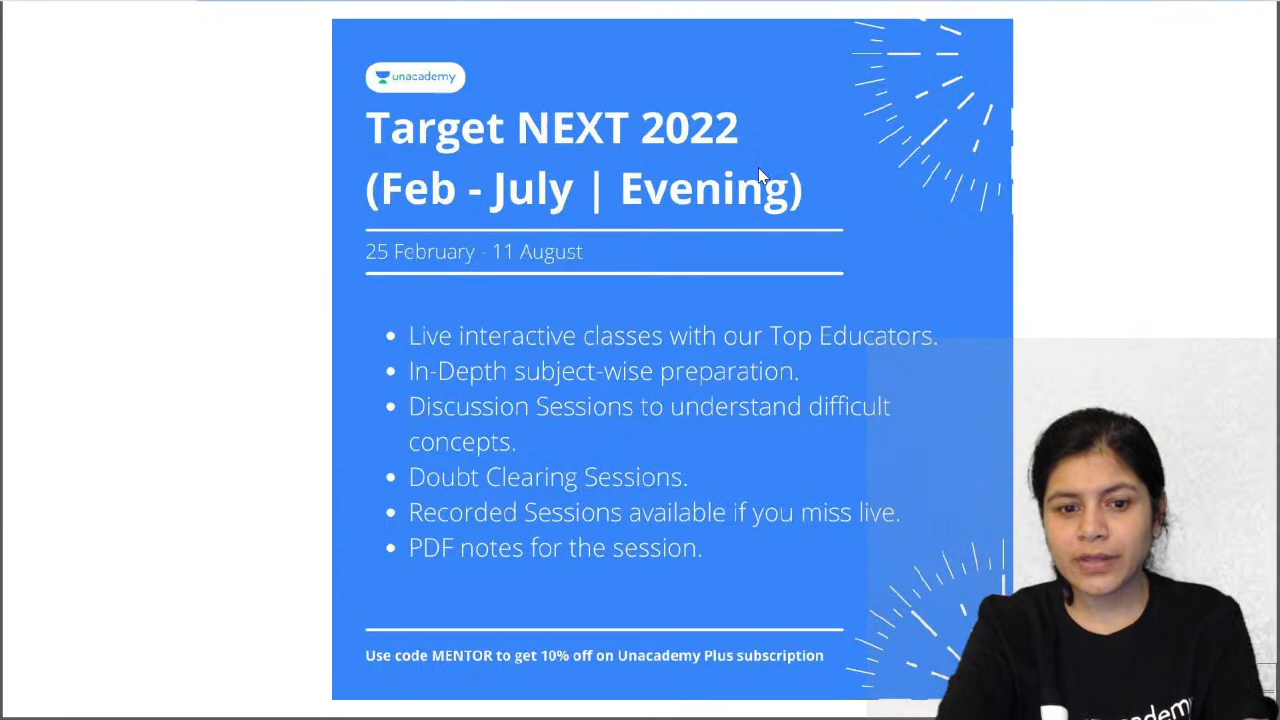 unacademy
Target NEXT 2022
(Feb - July | Evening)
25 February - 11 August
Live interactive classes with our Top Educators.
In-Depth subject-wise preparation.
Discussion Sessions to understand difficult
concepts.
Doubt Clearing Sessions.
Recorded Sessions available if you miss live.
PDF notes for the session.
Use code MENTOR to get 10% off on Unacademy Plus subscription